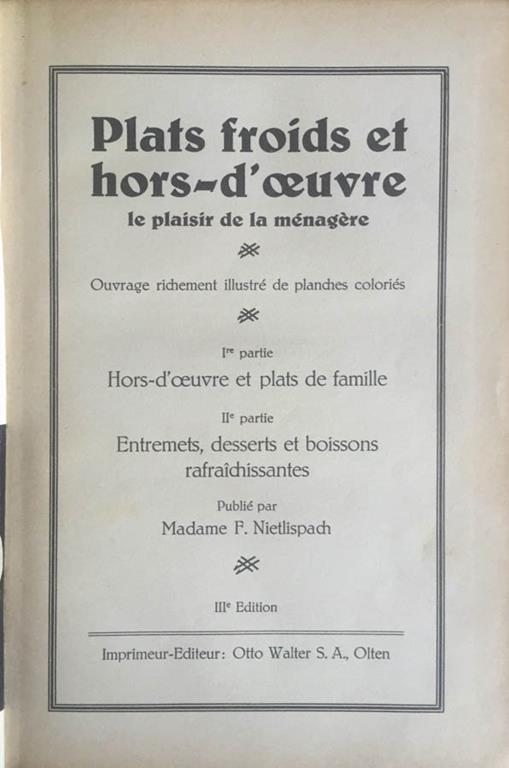 Plats froids et
hors-d'œuvre
le plaisir de la ménagère
Ouvrage richement illustré de planches coloriés
Iʳᵉ partie
Hors-d'œuvre et plats de famille
IIᵉ partie
Entremets, desserts et boissons
rafraîchissantes
Publié par
Madame F. Nietlispach
IIIᵉ Edition
Imprimeur-Editeur: Otto Walter S. A., Olten